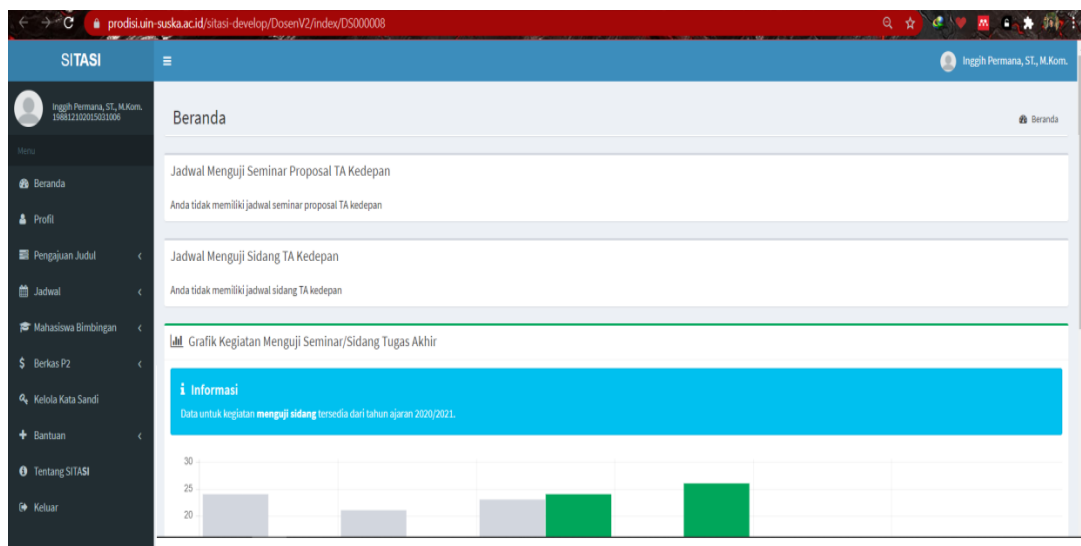 prodisi.uin-suska.ac.id/sitasi-develop/DosenV2/index/DS000008
SITASI
Inggih Permana, ST., M.Kom.
Inggih Permana, ST., M.Kom.
198812102015031006
Menu
Beranda
Profil
Pengajuan Judul
Jadwal
Mahasiswa Bimbingan
Berkas P2
Kelola Kata Sandi
Bantuan
Tentang SITASI
Keluar
Beranda
Beranda
Jadwal Menguji Seminar Proposal TA Kedepan
Anda tidak memiliki jadwal seminar proposal TA kedepan
Jadwal Menguji Sidang TA Kedepan
Anda tidak memiliki jadwal sidang TA kedepan
Grafik Kegiatan Menguji Seminar/Sidang Tugas Akhir
Informasi
Data untuk kegiatan menguji sidang tersedia dari tahun ajaran 2020/2021.
30
25
20